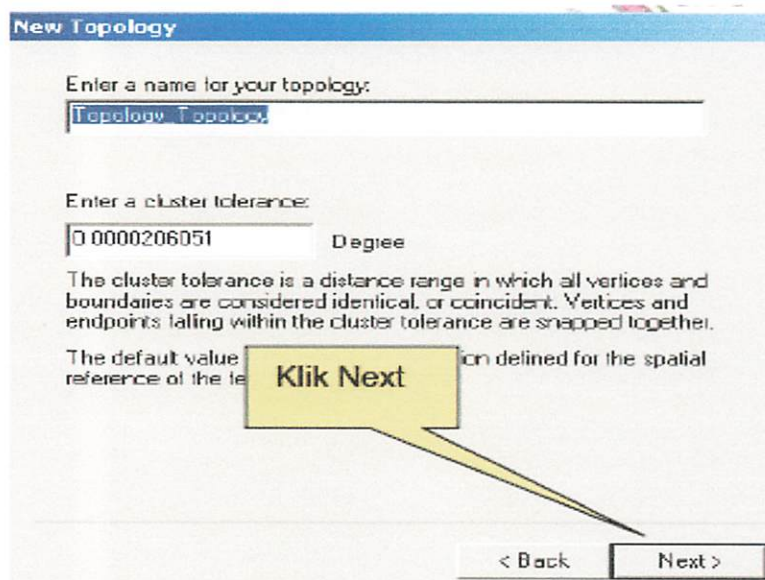 New Topology
Enter a name for your topology:
Topology_Topology
Enter a cluster tolerance:
0.0000206051
Degree
The cluster tolerance is a distance range in which all vertices and
boundaries are considered identical, or coincident. Vertices and
endpoints falling within the cluster tolerance are snapped together.
The default value ion defined for the spatial
reference of the fe
Klik Next
< Back
Next >